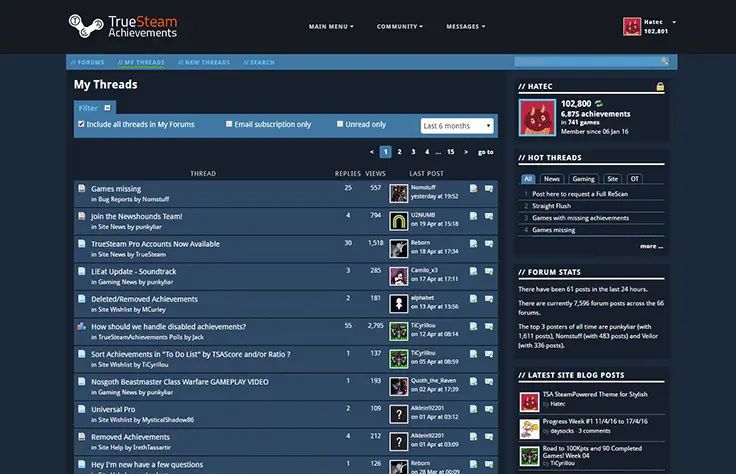 TrueSteam
Achievements
MAIN MENU
COMMUNITY
MESSAGES
Hatec
102,801
// FORUMS
// MY THREADS
// NEW THREADS
// SEARCH
My Threads
Filter
Include all threads in My Forums
Email subscription only
Unread only
Last 6 months
< 1 2 3 4 ... 15 > go to
THREAD REPLIES VIEWS LAST POST
Games missing 25 557 Nomstuff
in Bug Reports by Nomstuff yesterday at 19:52
Join the Newshounds Team! 4 794 U2NUMB
in Site News by punkyliar on 19 Apr at 15:18
TrueSteam Pro Accounts Now Available 30 1,518 Reborn
in Site News by TrueSteam on 18 Apr at 17:34
LiEat Update - Soundtrack 3 285 Camilo_x3
in Gaming News by punkyliar on 17 Apr at 17:11
Deleted/Removed Achievements 2 181 alphabet
in Site Wishlist by MCurley on 13 Apr at 13:56
How should we handle disabled achievements? 55 2,795 TiCyrillou
in TrueSteamAchievements Polls by Jack on 12 Apr at 08:14
Sort Achievements in "To Do List" by TSAScore and/or Ratio ? 1 137 TiCyrillou
in Site Wishlist by TiCyrillou on 05 Apr at 08:59
Nosgoth Beastmaster Class Warfare GAMEPLAY VIDEO 1 193 Quoth_the_Raven
in Gaming News by punkyliar on 02 Apr at 17:39
Universal Pro 2 109 Alklein92201
in Site Wishlist by MysticalShadow86 on 01 Apr at 03:12
Removed Achievements 4 212 Alklein92201
in Site Help by IrethTassartir on 01 Apr at 03:09
Hey I'm new have a few questions 1 126 Reborn
on 28 Mar at 00:09
// HATEC
102,800
6,875 achievements
in 741 games
Member since 06 Jan 16
// HOT THREADS
All News Gaming Site OT
1 Post here to request a Full ReScan
2 Straight Flush
3 Games with missing achievements
4 Games missing
more ...
// FORUM STATS
There have been 61 posts in the last 24 hours.
There are currently 7,596 forum posts across the 66
forums.
The top 3 posters of all time are punkyliar (with
1,611 posts), Nomstuff (with 483 posts) and Veilor
(with 336 posts).
// LATEST SITE BLOG POSTS
TSA SteamPowered Theme for Stylish
by Hatec
Progress Week #1 11/4/16 to 17/4/16
by daysocks · 3 comments
Road to 100Kpts and 90 Completed
Games! Week 04
by TiCyrillou